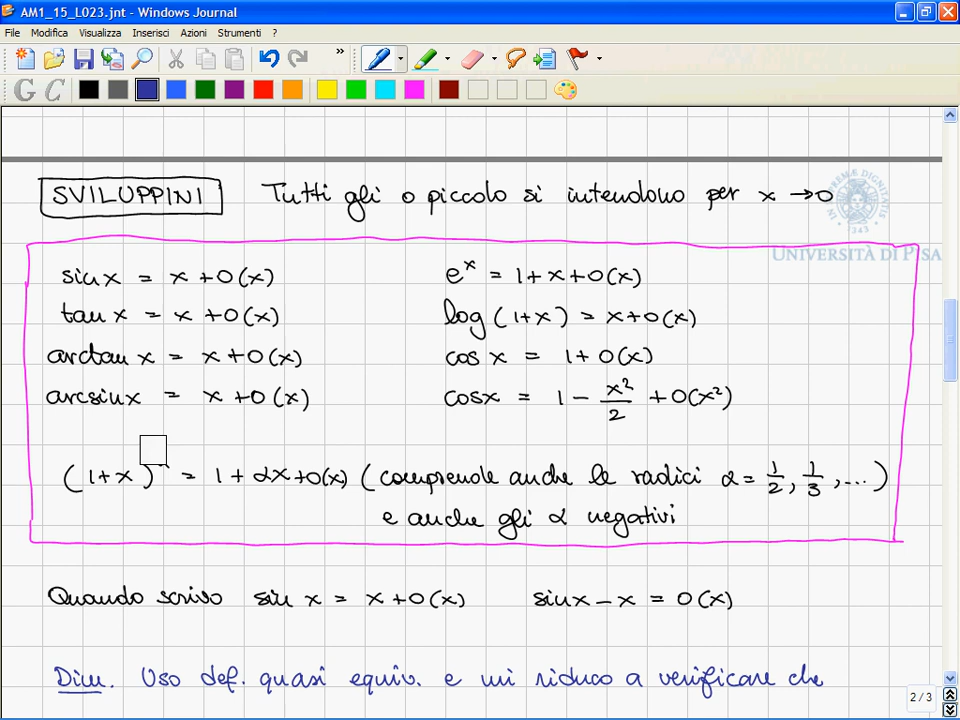 AM1_15_L023.jnt - Windows Journal
File Modifica Visualizza Inserisci Azioni Strumenti ?
»
G C
SVILUPPINI Tutti gli o piccolo si intendono per x → 0
UNIVERSITÀ DI PISA
sin x = x + o(x) e^x = 1 + x + o(x)
tan x = x + o(x) log (1+x) = x + o(x)
arctan x = x + o(x) cos x = 1 + o(x)
arcsin x = x + o(x) cos x = 1 - x²/2 + o(x²)
(1+x) = 1 + αx + o(x) (comprende anche le radici α = 1/2, 1/3, ...)
e anche gli α negativi
Quando scrivo sin x = x + o(x) sin x - x = o(x)
Dim. Uso def. quasi equiv. e mi riduco a verificare che
2 / 3